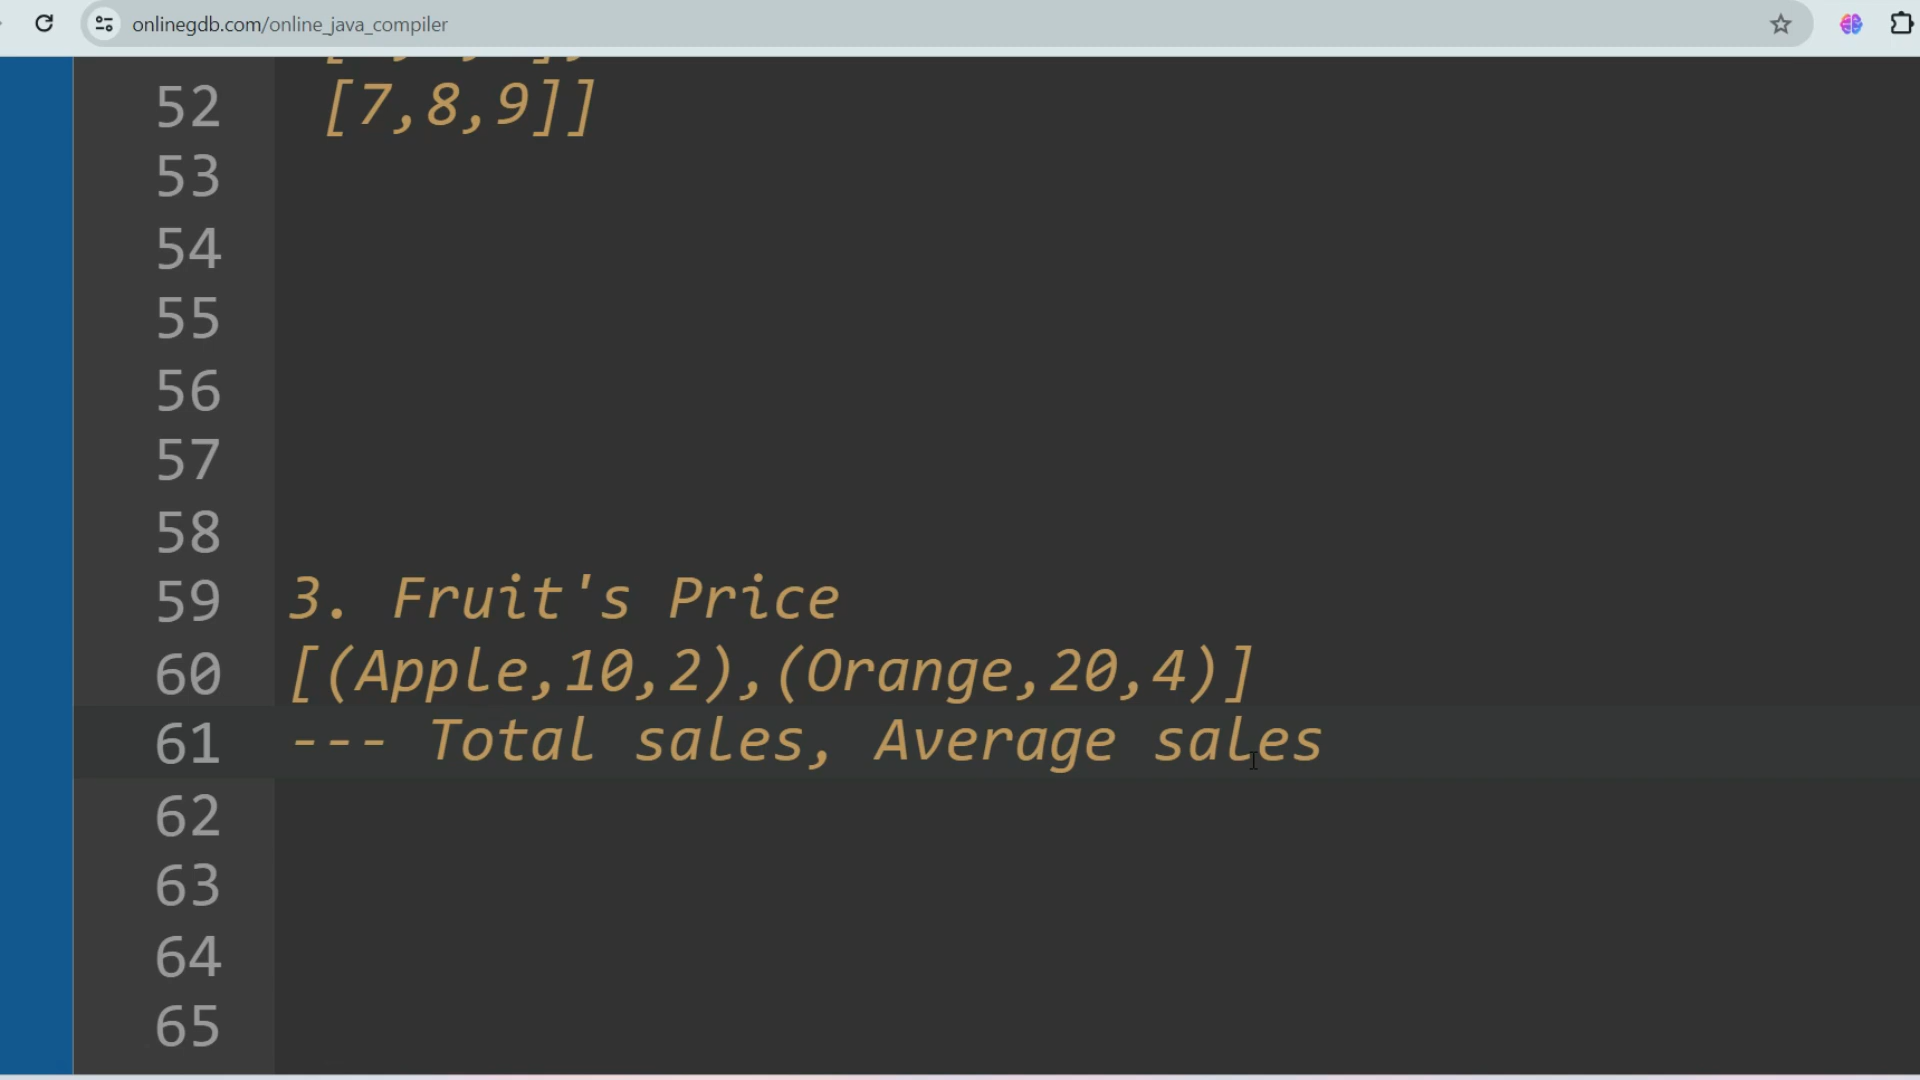 onlinegdb.com/online_java_compiler
52 [7,8,9]]
53
54
55
56
57
58
59 3. Fruit's Price
60 [(Apple,10,2),(Orange,20,4)]
61 --- Total sales, Average sales
62
63
64
65